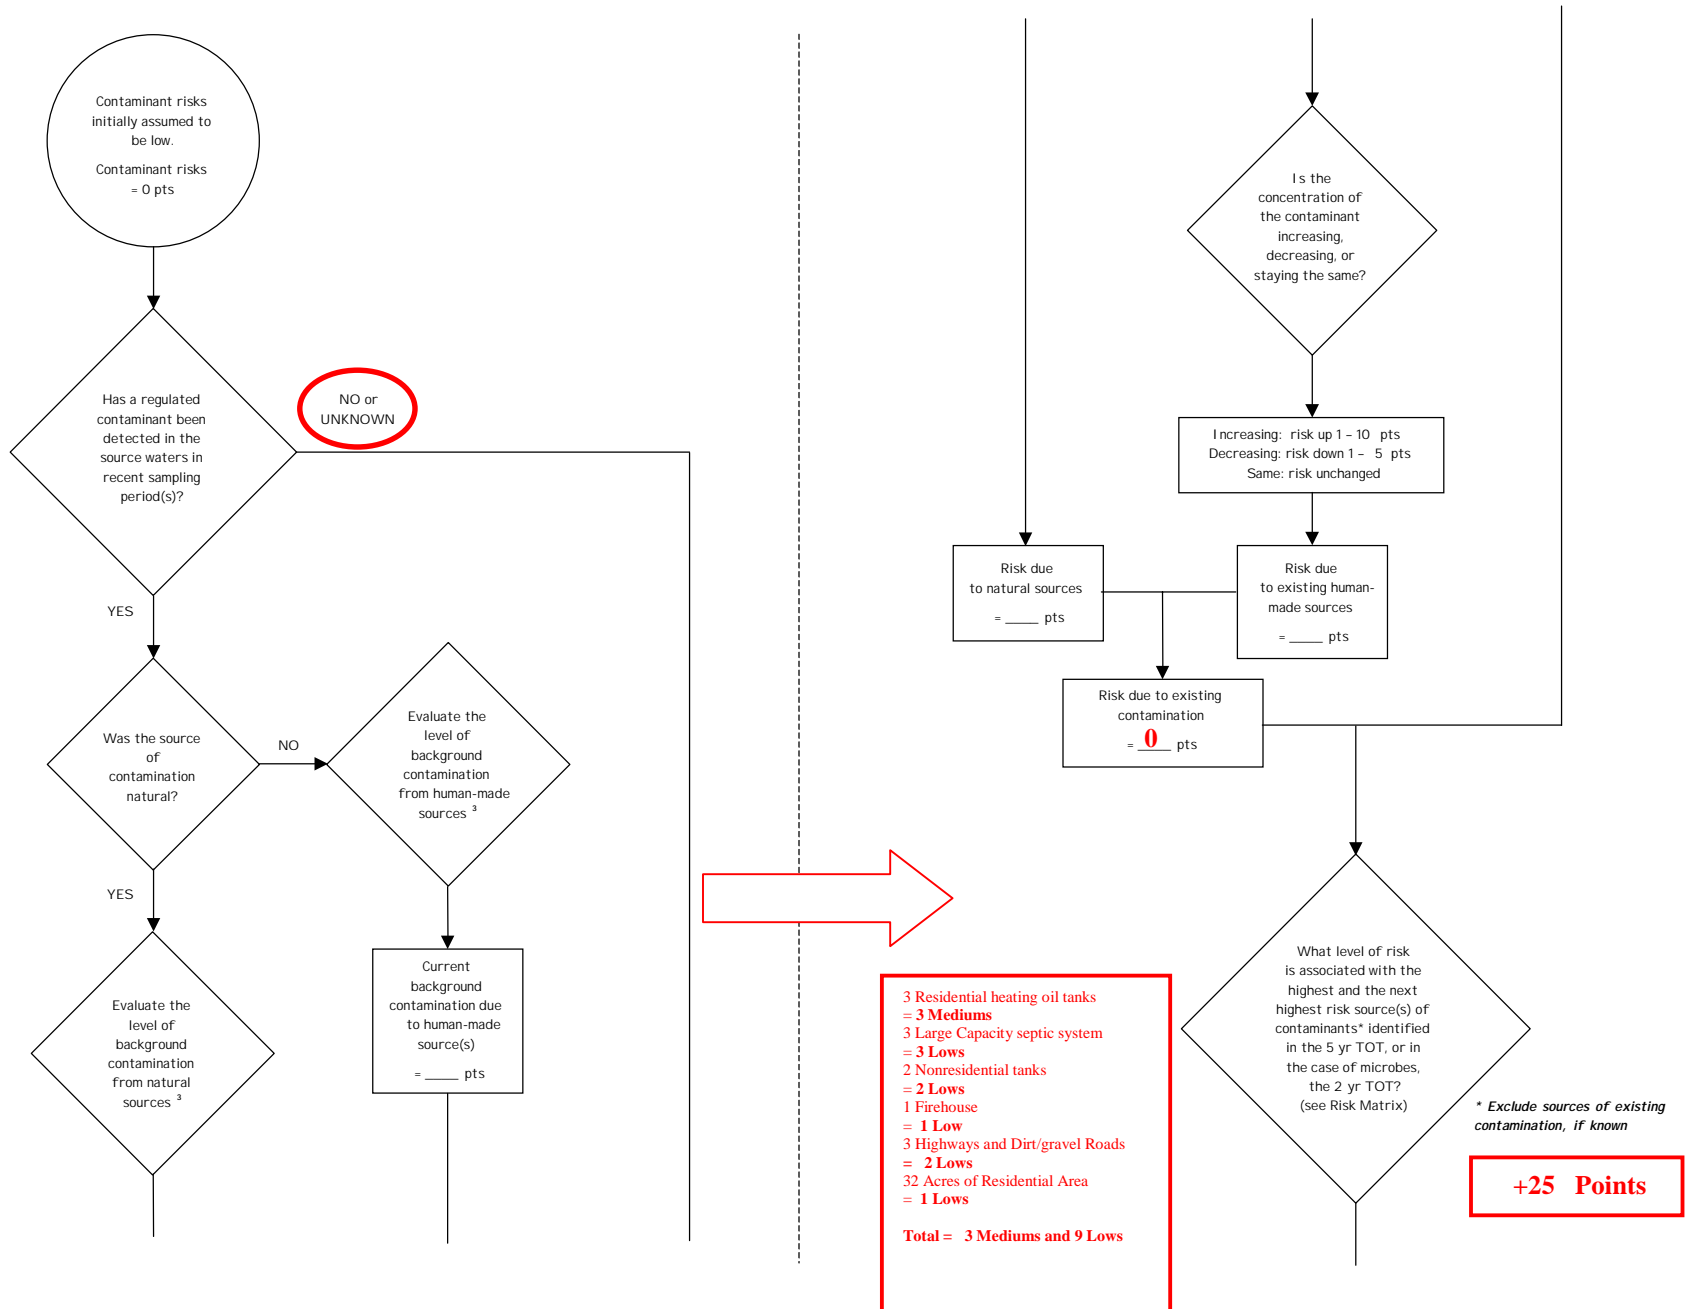 Contaminant risks
initially assumed to
be low.
Contaminant risks
= 0 pts
Has a regulated
contaminant been
detected in the
source waters in
recent sampling
period(s)?
NO or
UNKNOWN
YES
Was the source
of
contamination
natural?
NO
Evaluate the
level of
background
contamination
from human-made
sources ³
YES
Evaluate the
level of
background
contamination
from natural
sources ³
Current
background
contamination due
to human-made
source(s)
= _____ pts
Is the
concentration of
the contaminant
increasing,
decreasing, or
staying the same?
Increasing: risk up 1 – 10 pts
Decreasing: risk down 1 – 5 pts
Same: risk unchanged
Risk due
to natural sources
= _____ pts
Risk due
to existing human-
made sources
= _____ pts
Risk due to existing
contamination
= 0 pts
3 Residential heating oil tanks
= 3 Mediums
3 Large Capacity septic system
= 3 Lows
2 Nonresidential tanks
= 2 Lows
1 Firehouse
= 1 Low
3 Highways and Dirt/gravel Roads
= 2 Lows
32 Acres of Residential Area
= 1 Lows
Total = 3 Mediums and 9 Lows
What level of risk
is associated with the
highest and the next
highest risk source(s) of
contaminants* identified
in the 5 yr TOT, or in
the case of microbes,
the 2 yr TOT?
(see Risk Matrix)
* Exclude sources of existing
contamination, if known
+25 Points